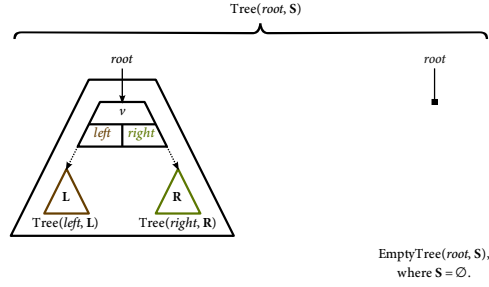 Tree(root, S)
root
root
v
left right
L
R
Tree(left, L)
Tree(right, R)
EmptyTree(root, S),
where S = ∅.